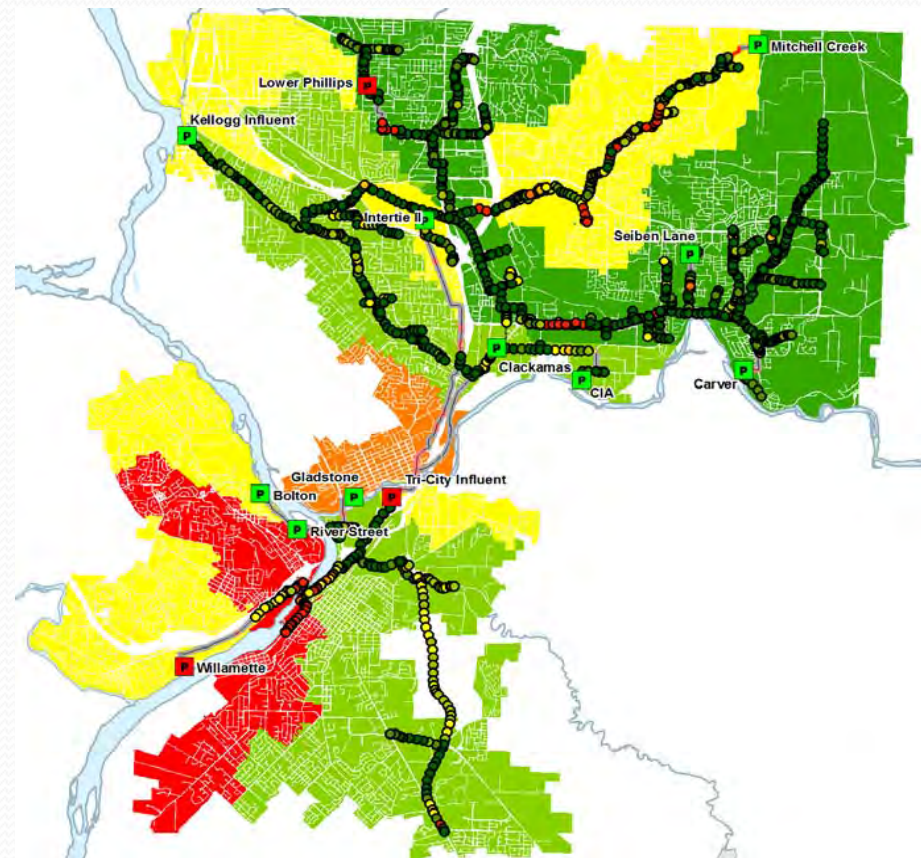 P Mitchell Creek
Lower Phillips P
Kellogg Influent
P
Intertie II P
Seiben Lane
P
P
Clackamas
P
CIA
Carver P
Gladstone
Tri-City Influent
P Bolton
P
P
P River Street
P Willamette